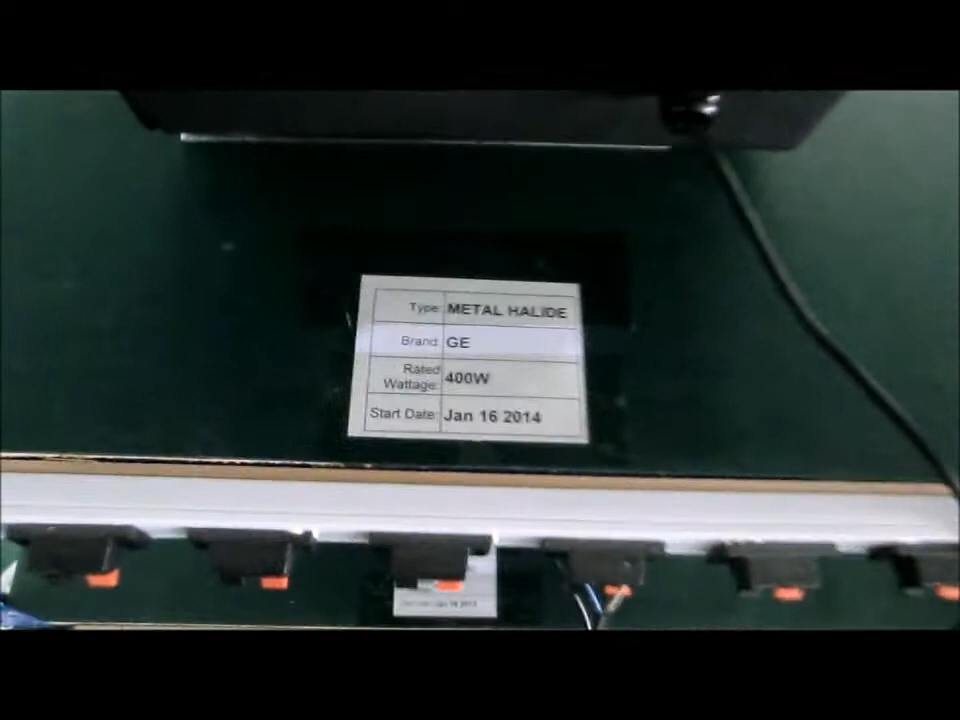 Type: METAL HALIDE
Brand: GE
Rated
Wattage: 400W
Start Date: Jan 16 2014